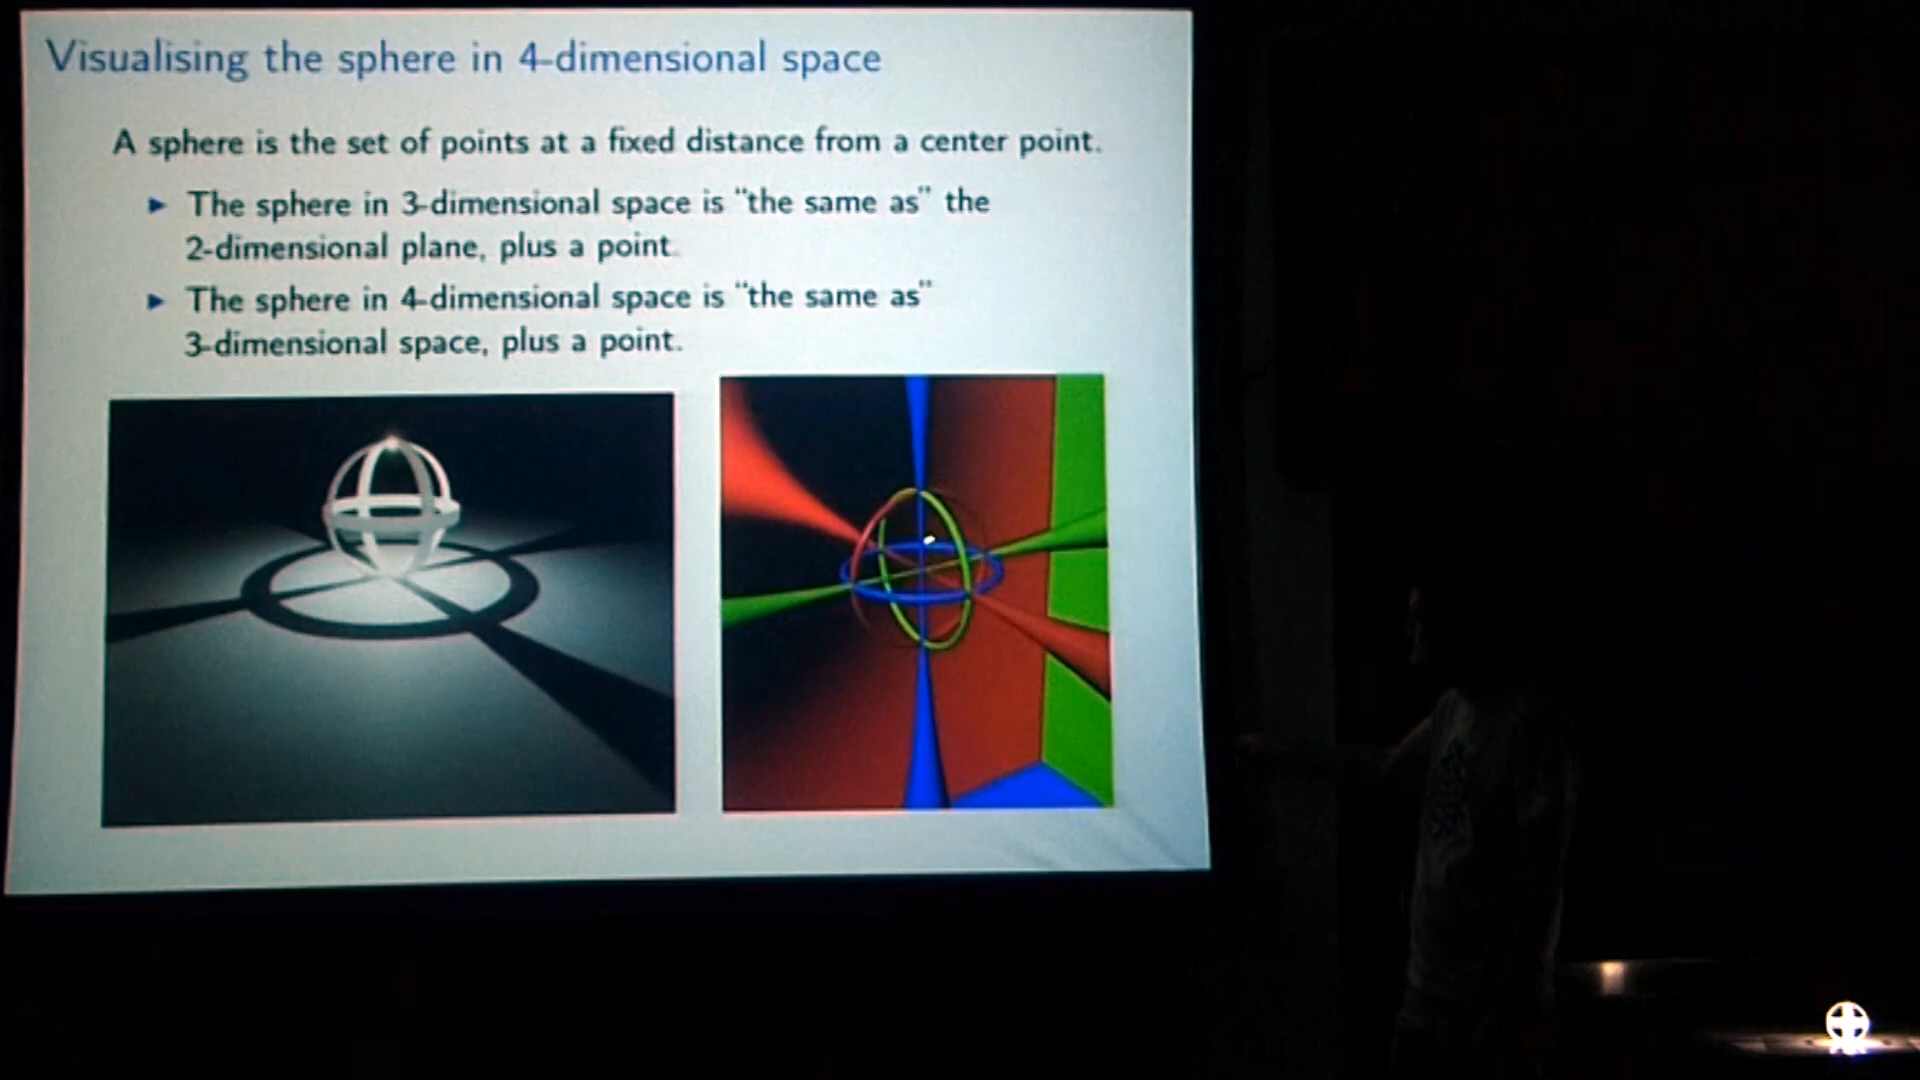 Visualising the sphere in 4-dimensional space
A sphere is the set of points at a fixed distance from a center point.
► The sphere in 3-dimensional space is "the same as" the
2-dimensional plane, plus a point.
► The sphere in 4-dimensional space is "the same as"
3-dimensional space, plus a point.